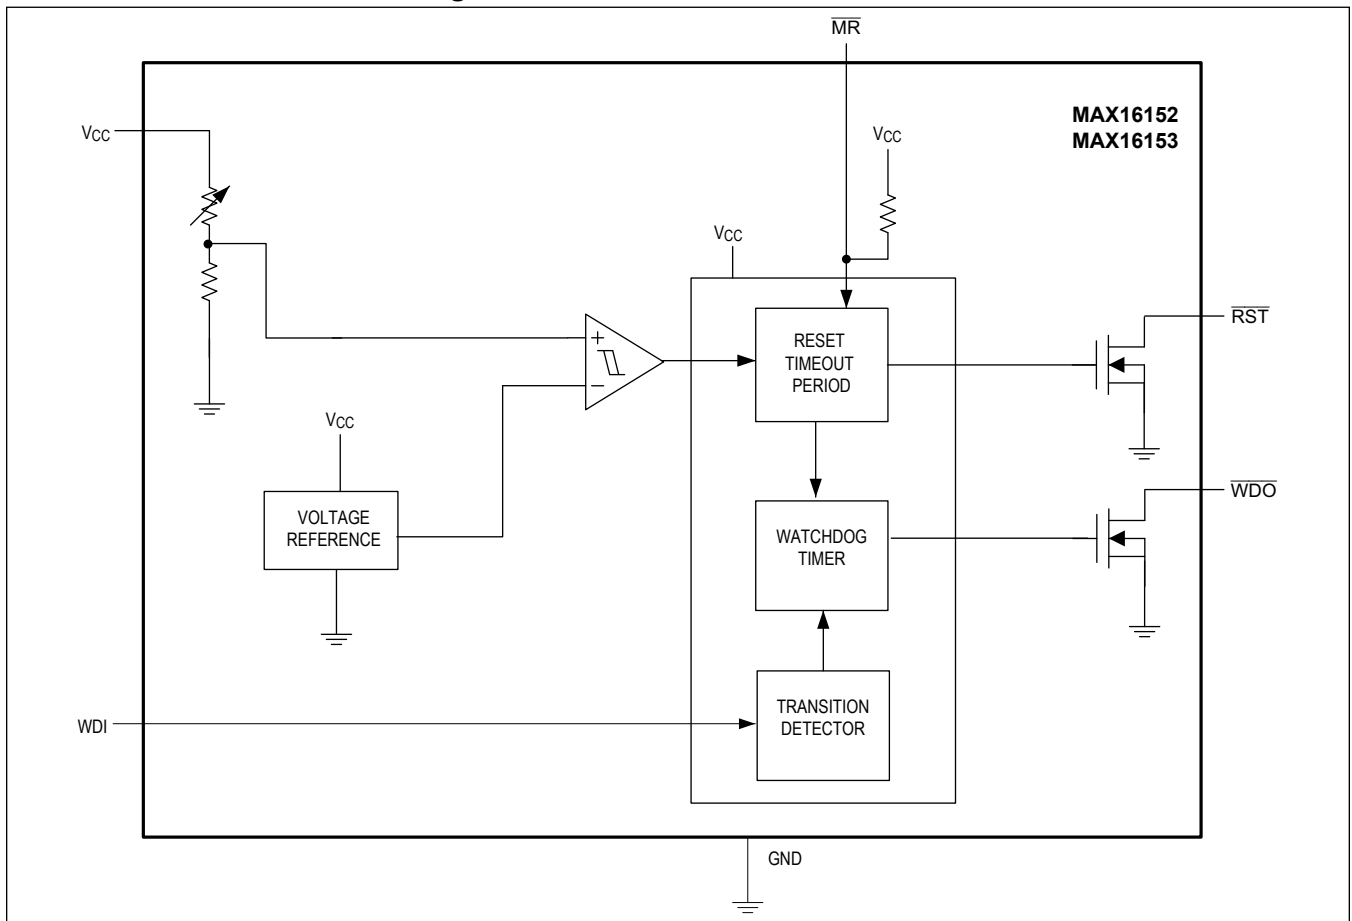 MR
MAX16152
MAX16153
VCC
VCC
VCC
RST
RESET
TIMEOUT
PERIOD
+
−
VCC
WDO
VOLTAGE
REFERENCE
WATCHDOG
TIMER
TRANSITION
DETECTOR
WDI
GND